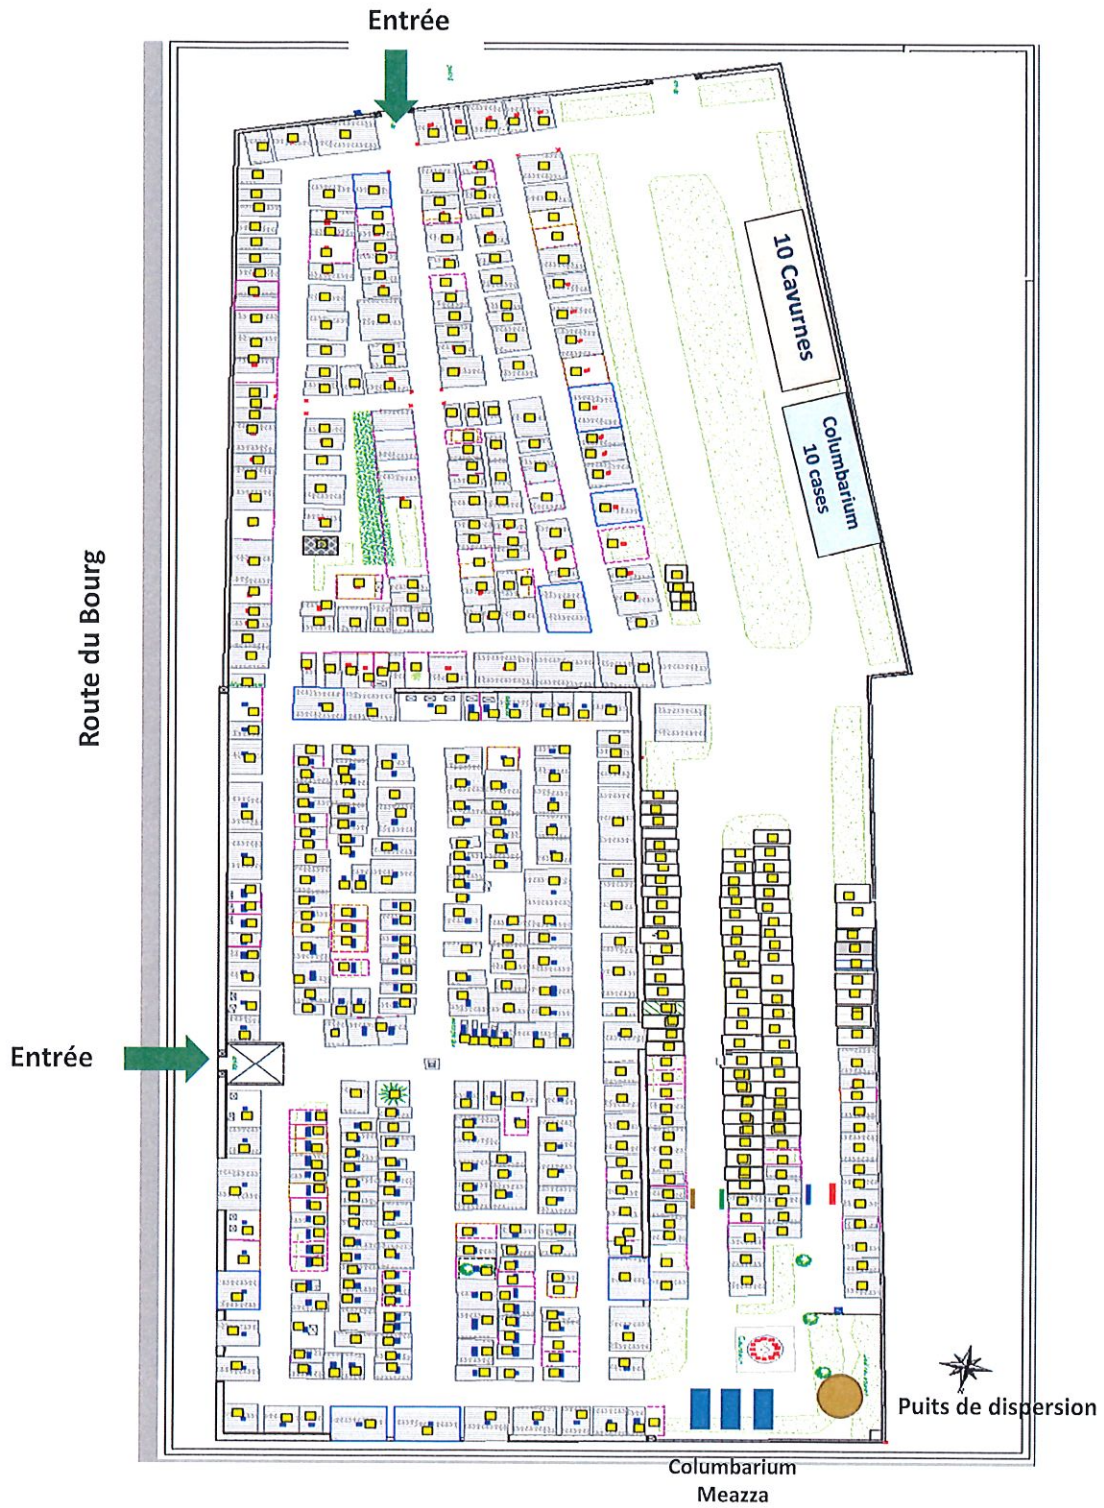 Entrée
10 Cavurnes
Columbarium
10 cases
Route du Bourg
Entrée
Puits de dispersion
Columbarium
Meazza